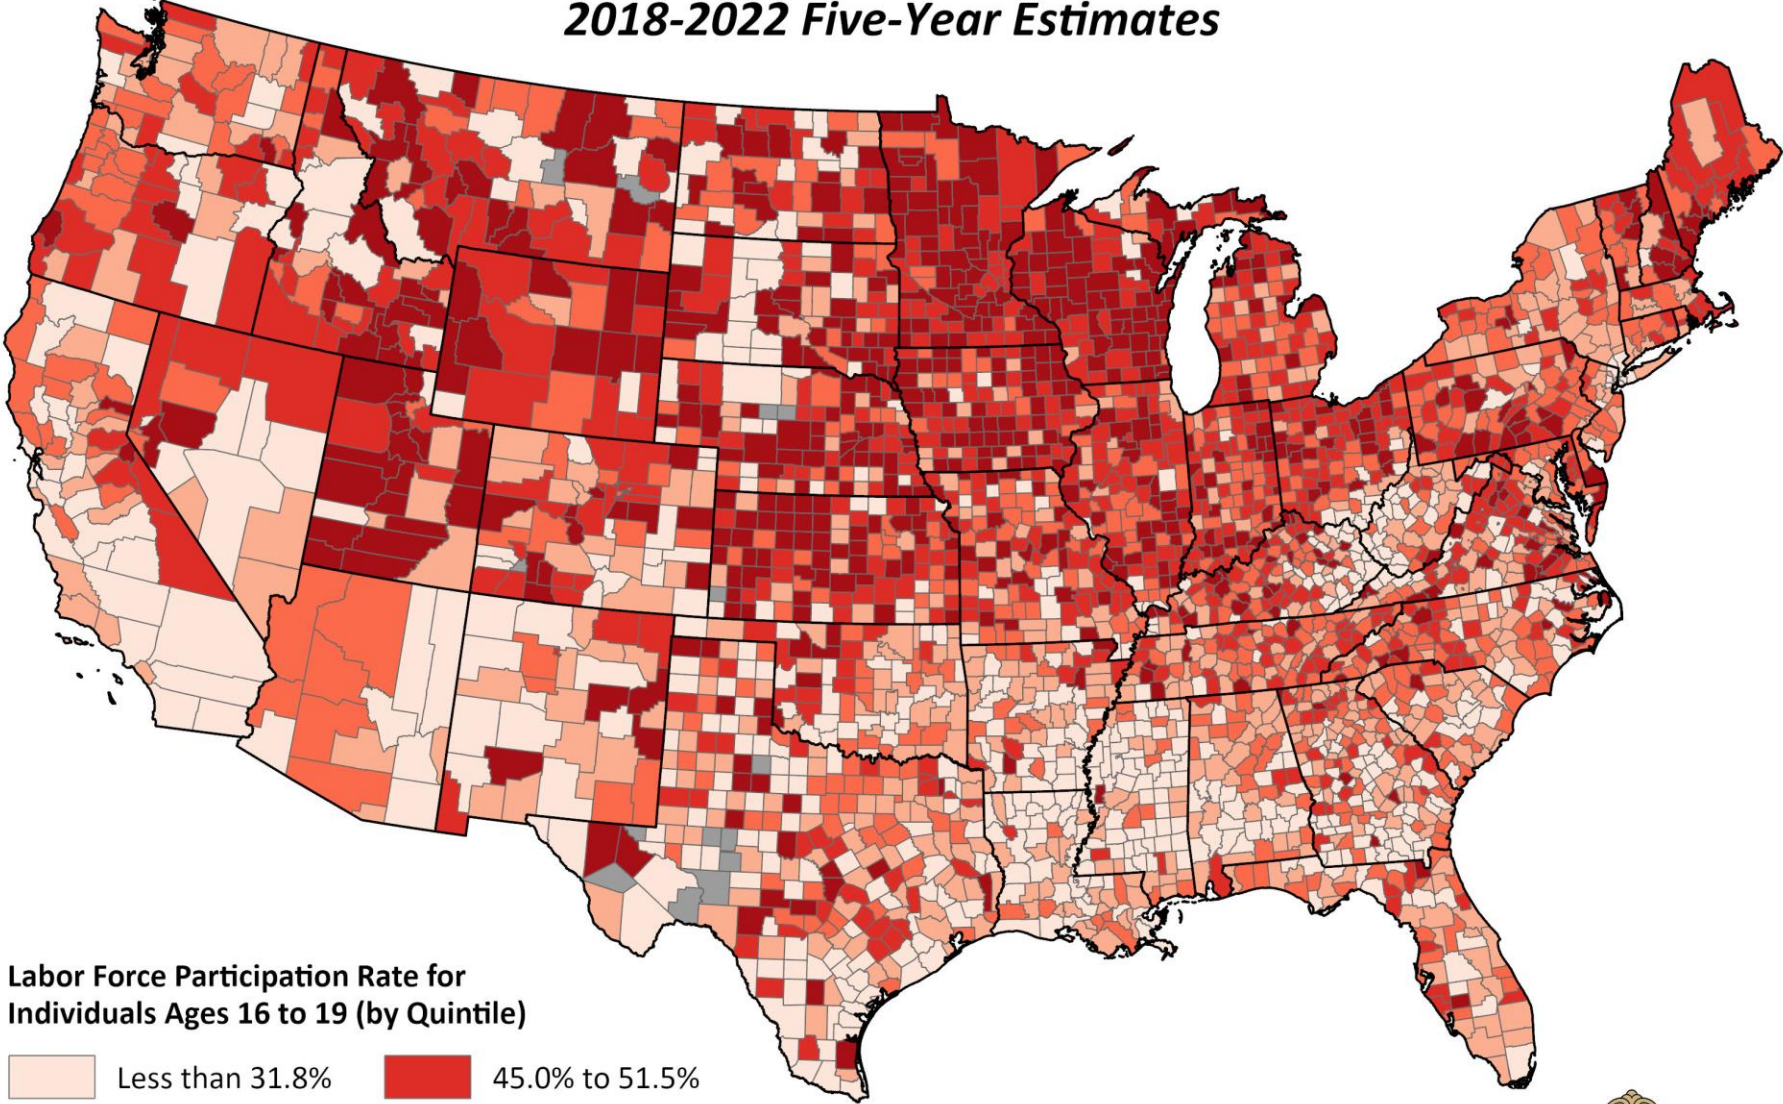 2018-2022 Five-Year Estimates
Labor Force Participation Rate for
Individuals Ages 16 to 19 (by Quintile)
Less than 31.8%
45.0% to 51.5%